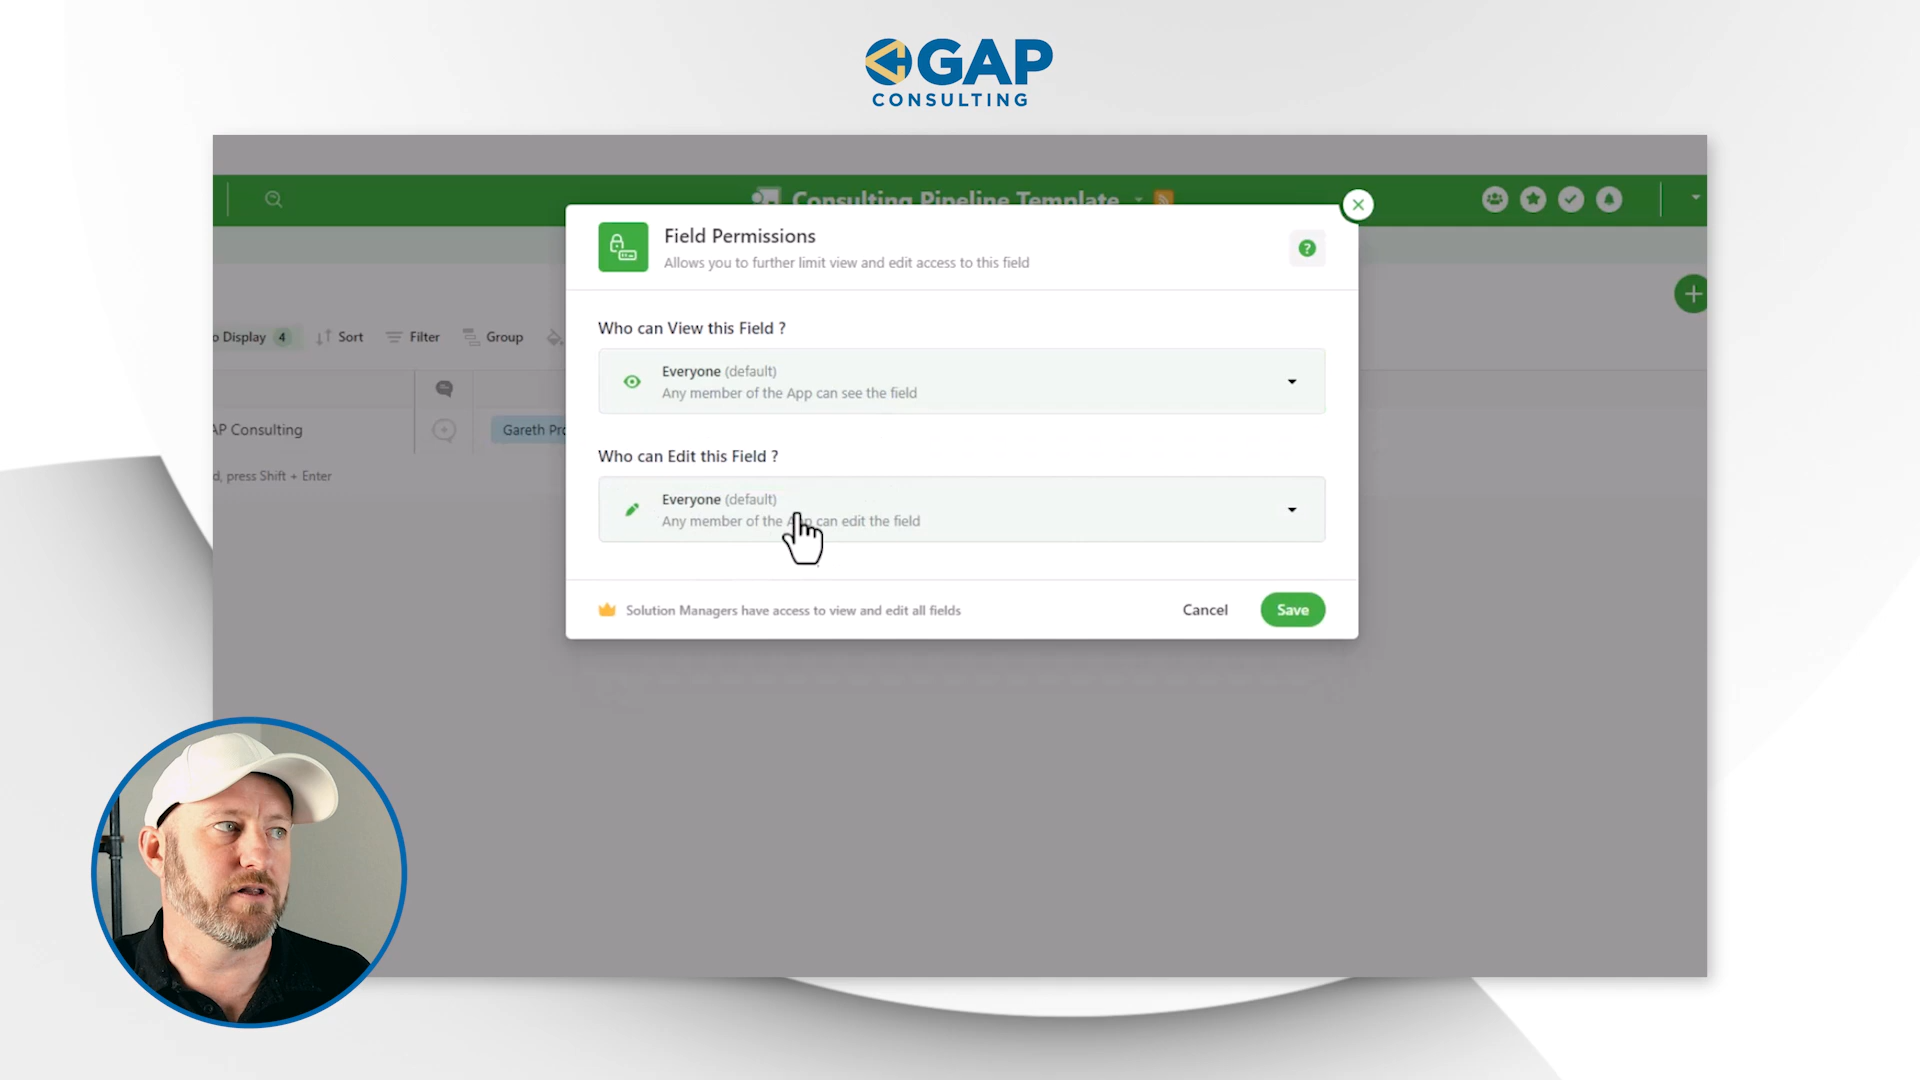 GAP
CONSULTING
Consulting Pipeline Template
Field Permissions
Allows you to further limit view and edit access to this field
?
o Display 4 Sort Filter Group
Who can View this Field ?
Everyone (default)
Any member of the App can see the field
AP Consulting
Gareth Pro
d, press Shift + Enter
Who can Edit this Field ?
Everyone (default)
Any member of the App can edit the field
Solution Managers have access to view and edit all fields
Cancel
Save